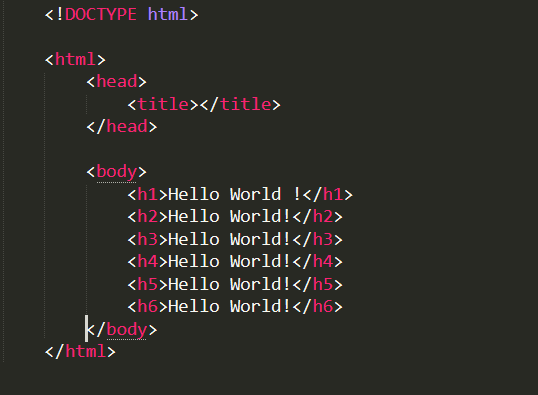 <!DOCTYPE html>
<html>
<head>
<title></title>
</head>
<body>
<h1>Hello World !</h1>
<h2>Hello World!</h2>
<h3>Hello World!</h3>
<h4>Hello World!</h4>
<h5>Hello World!</h5>
<h6>Hello World!</h6>
</body>
</html>